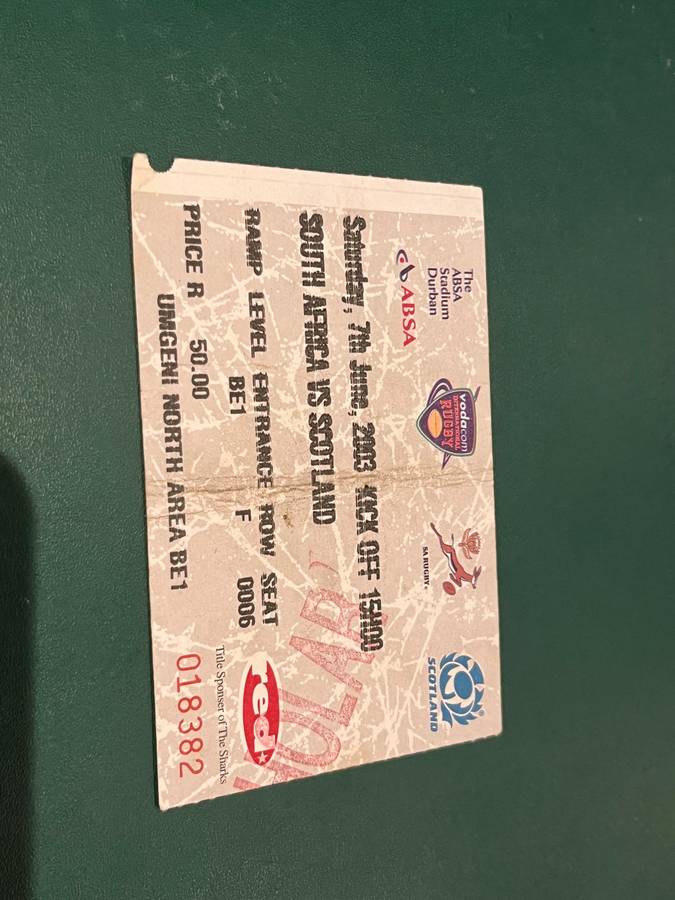 The
ABSA
Stadium
Durban
ABSA
vodacom
INTERNATIONAL
RUGBY
SA RUGBY
SCOTLAND
Saturday, 7th June, 2003 KICK OFF 15H00
SOUTH AFRICA VS SCOTLAND
RAMP LEVEL ENTRANCE ROW SEAT
BE1 F 0006
PRICE R 50.00
UMGENI NORTH AREA BE1
red
Title Sponser of The Sharks
018382